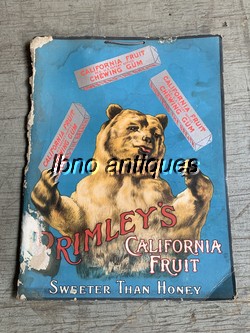 CALIFORNIA FRUIT
CHEWING GUM
CALIFORNIA FRUIT
CHEWING GUM
CALIFORNIA FRUIT
CHEWING GUM
Ibno antiques
PRIMLEY'S
CALIFORNIA
FRUIT
SWEETER THAN HONEY